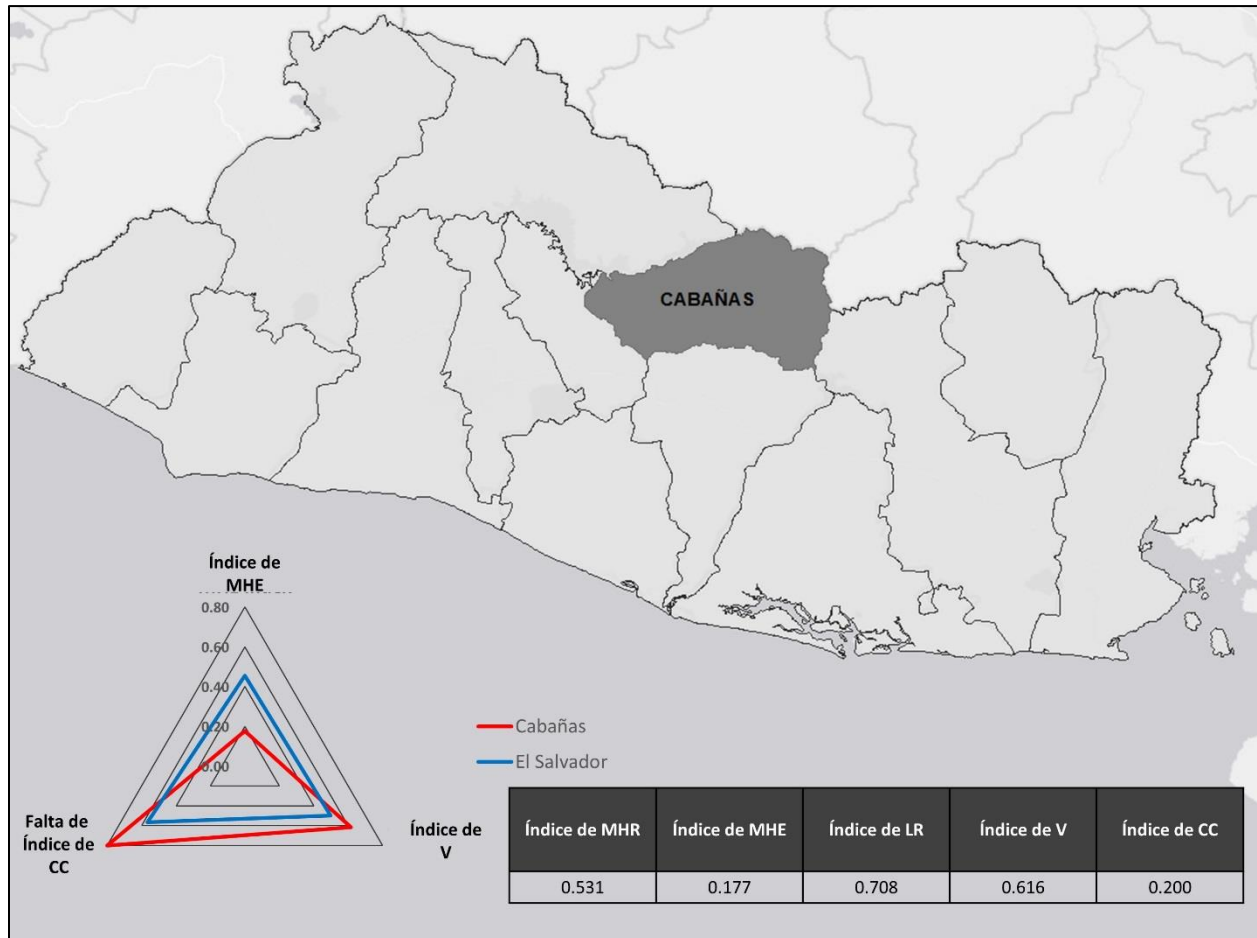 CABAÑAS
Índice de
MHE
0.80
0.60
0.40
0.20
0.00
Falta de
Índice de
CC
Índice de
V
Cabañas
El Salvador
Índice de MHR Índice de MHE Índice de LR Índice de V Índice de CC
0.531 0.177 0.708 0.616 0.200